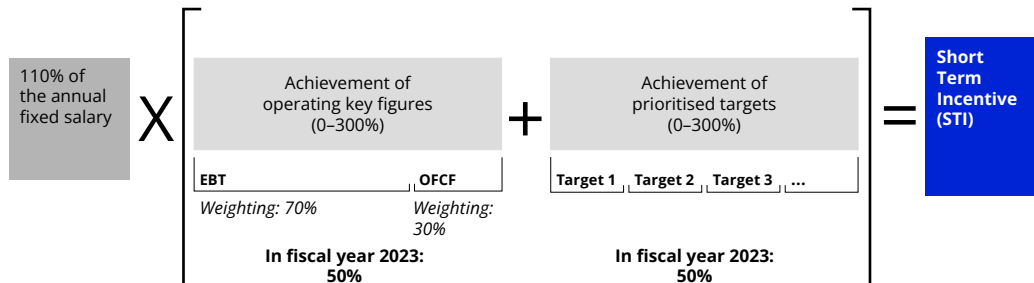 110% of
the annual
fixed salary
X
Achievement of
operating key figures
(0–300%)
EBT
OFCF
Weighting: 70%
Weighting:
30%
In fiscal year 2023:
50%
+
Achievement of
prioritised targets
(0–300%)
Target 1
Target 2
Target 3
...
In fiscal year 2023:
50%
=
Short
Term
Incentive
(STI)